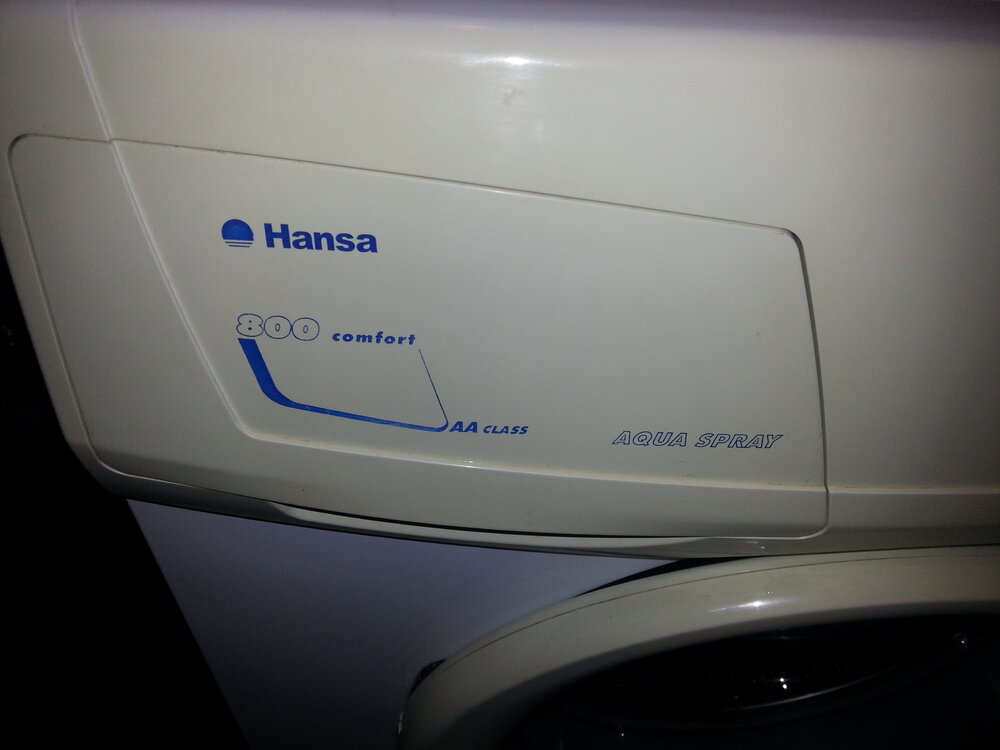 Hansa
800 comfort
AA CLASS
AQUA SPRAY